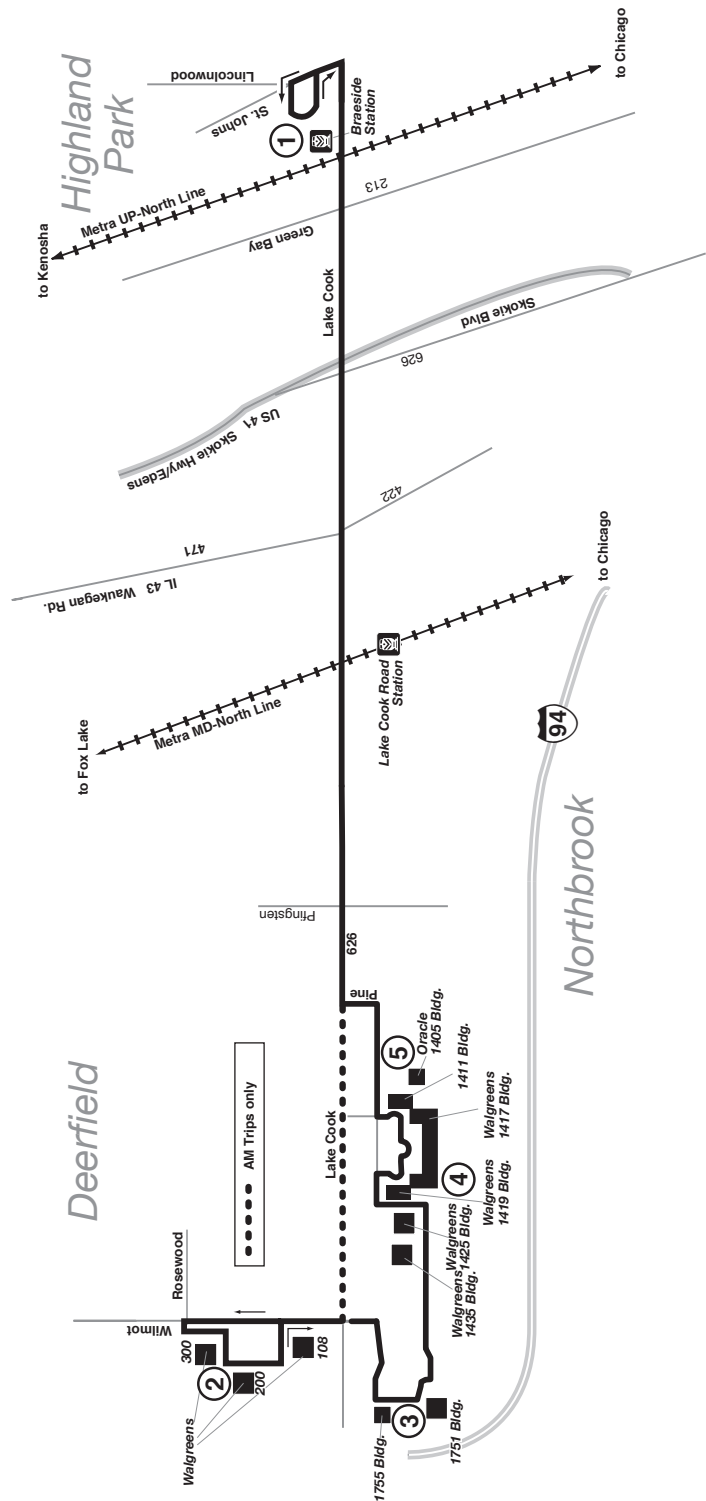 Deerfield
Highland
Park
Northbrook
AM Trips only
to Kenosha
Metra UP-North Line
to Chicago
Lincolnwood
St. Johns
1
Braeside
Station
213
Green Bay
Lake Cook
Skokie Blvd
626
US 41
Skokie Hwy/Edens
422
471
IL 43 Waukegan Rd.
to Chicago
to Fox Lake
Metra MD-North Line
Lake Cook Road
Station
94
Pfingsten
626
Pine
Lake Cook
5
Oracle
1405 Bldg.
1411 Bldg.
Walgreens
1417 Bldg.
4
Walgreens
1419 Bldg.
Walgreens
1425 Bldg.
Walgreens
1435 Bldg.
Rosewood
Wilmot
300
2
200
108
Walgreens
3
1755 Bldg.
1751 Bldg.